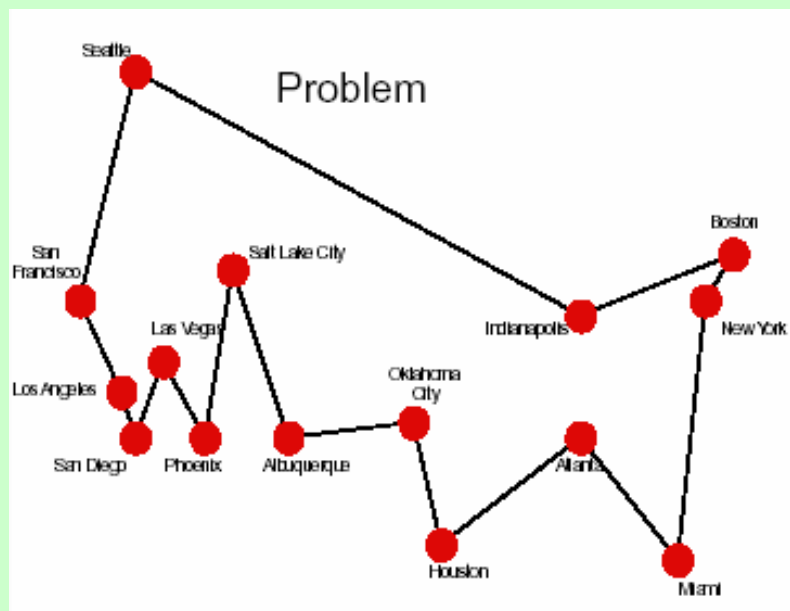 Seattle
Problem
Boston
San
Francisco
Salt Lake City
Las Vegas
Indianapolis
New York
Oklahoma
City
Los Angeles
San Diego
Phoenix
Albuquerque
Atlanta
Houston
Miami